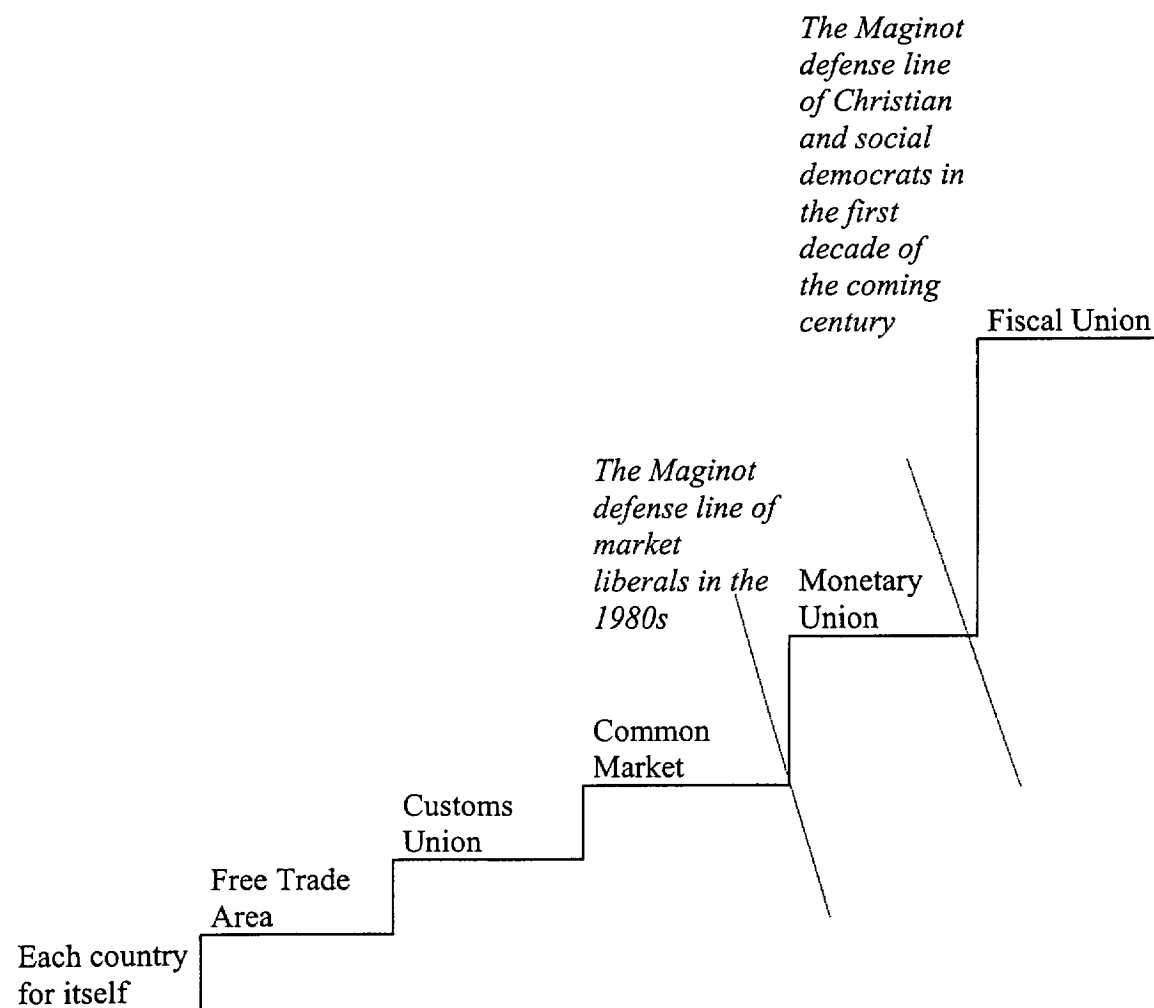 The Maginot
defense line
of Christian
and social
democrats in
the first
decade of
the coming
century
Fiscal Union
The Maginot
defense line of
market
liberals in the
1980s
Monetary
Union
Common
Market
Customs
Union
Free Trade
Area
Each country
for itself